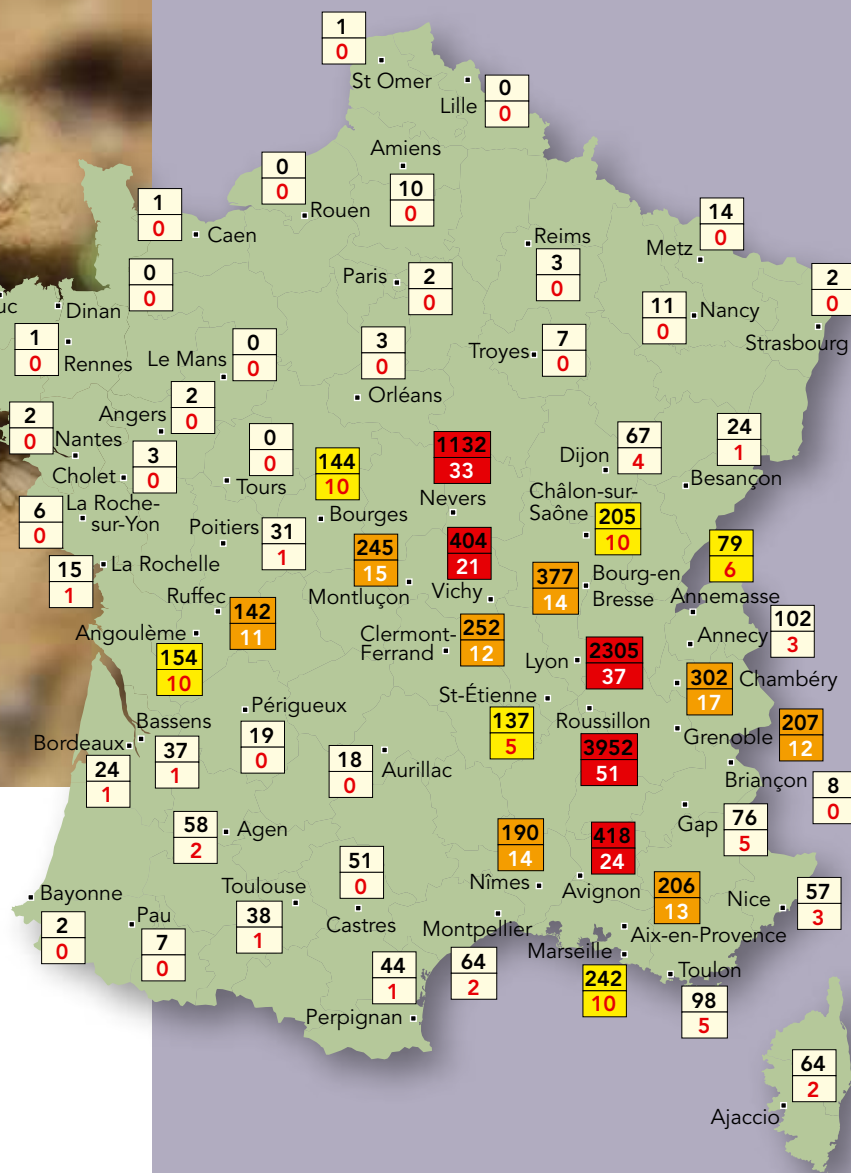 1
0
St Omer
0
0
Lille
Amiens
10
0
0
0
Rouen
1
0
Caen
14
0
Metz
Reims
3
0
0
0
Dinan
uc
Paris
2
0
2
0
Strasbourg
11
0
Nancy
1
0
Rennes
Le Mans
0
0
3
0
Orléans
Troyes
7
0
2
0
Angers
2
0
Nantes
3
0
Cholet
0
0
Tours
144
10
Bourges
1132
33
Nevers
67
4
Dijon
24
1
Besançon
6
0
La Roche-
sur-Yon
Poitiers
31
1
Châlon-sur-
Saône
205
10
15
1
La Rochelle
245
15
Montluçon
404
21
Vichy
377
14
Bourg-en
Bresse
79
6
Annemasse
Ruffec
142
11
Angoulême
154
10
Clermont-
Ferrand
252
12
Lyon
2305
37
102
3
Annecy
302
17
Chambéry
St-Étienne
137
5
Roussillon
3952
51
Grenoble
207
12
Briançon
8
0
Périgueux
19
0
Bassens
37
1
Bordeaux
24
1
18
0
Aurillac
Gap
76
5
58
2
Agen
190
14
Nîmes
418
24
Avignon
206
13
Aix-en-Provence
Nice
57
3
51
0
Castres
Bayonne
2
0
Pau
7
0
Toulouse
38
1
Montpellier
64
2
Marseille
242
10
Toulon
98
5
44
1
Perpignan
64
2
Ajaccio